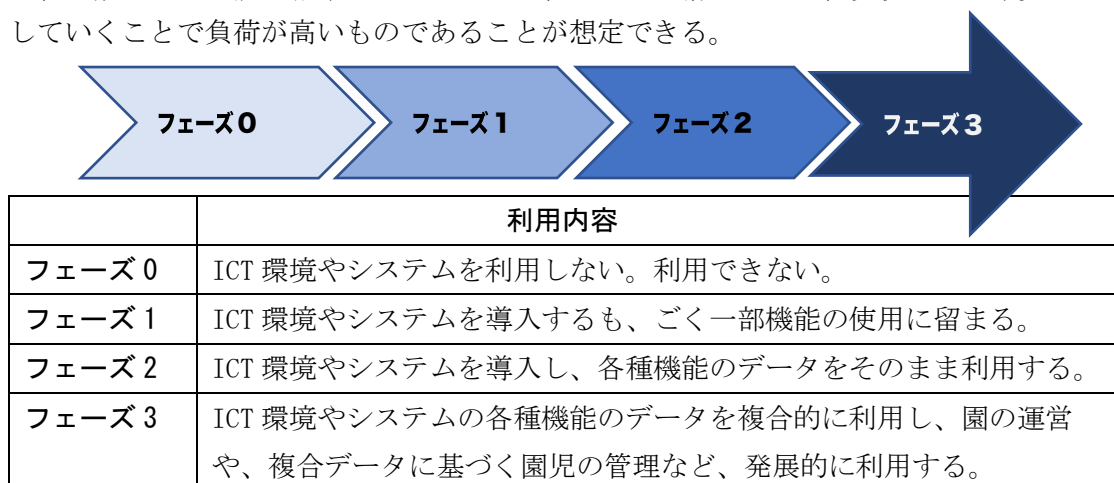 していくことで負荷が高いものであることが想定できる。
フェーズ0
フェーズ1
フェーズ2
フェーズ3
利用内容
フェーズ0
ICT環境やシステムを利用しない。利用できない。
フェーズ1
ICT環境やシステムを導入するも、ごく一部機能の使用に留まる。
フェーズ2
ICT環境やシステムを導入し、各種機能のデータをそのまま利用する。
フェーズ3
ICT環境やシステムの各種機能のデータを複合的に利用し、園の運営
や、複合データに基づく園児の管理など、発展的に利用する。